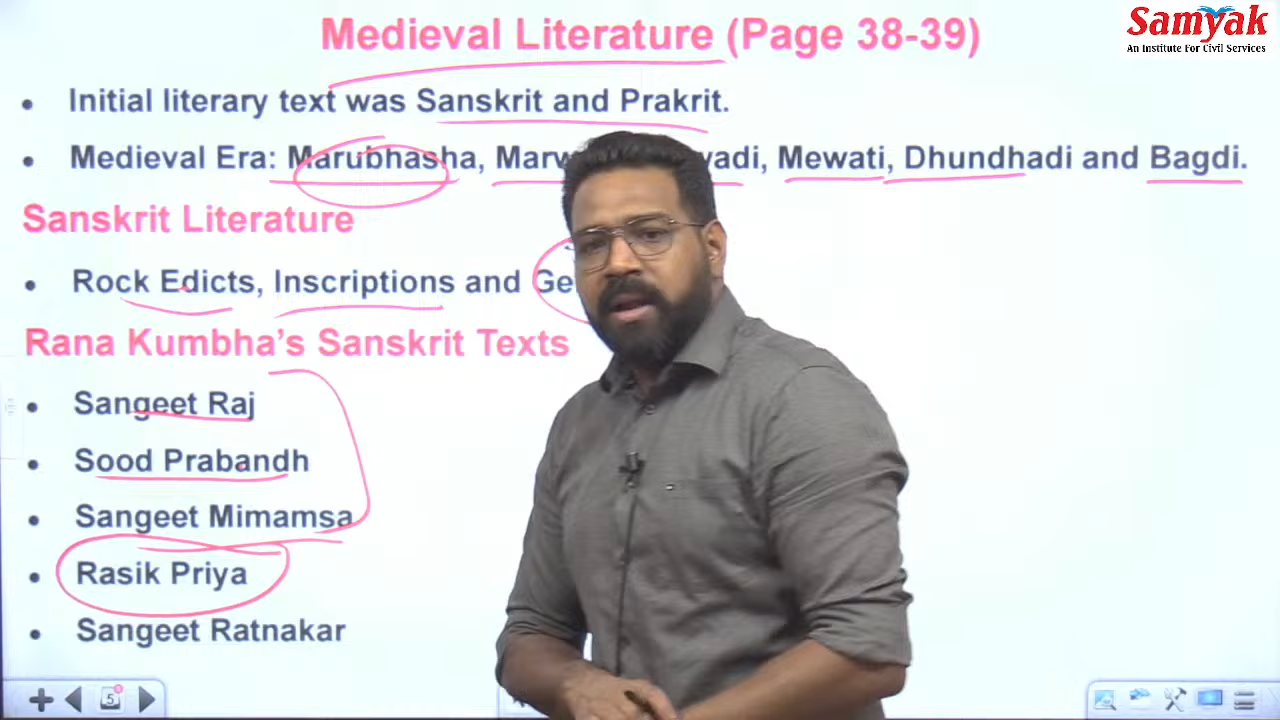 Medieval Literature (Page 38-39)
Samyak
An Institute For Civil Services
• Initial literary text was Sanskrit and Prakrit.
• Medieval Era: Marubhasha, Mewati, Dhundhadi and Bagdi.
Sanskrit Literature
• Rock Edicts, Inscriptions and
Rana Kumbha's Sanskrit Texts
• Sangeet Raj
• Sood Prabandh
• Sangeet Mimamsa
• Rasik Priya
• Sangeet Ratnakar
5